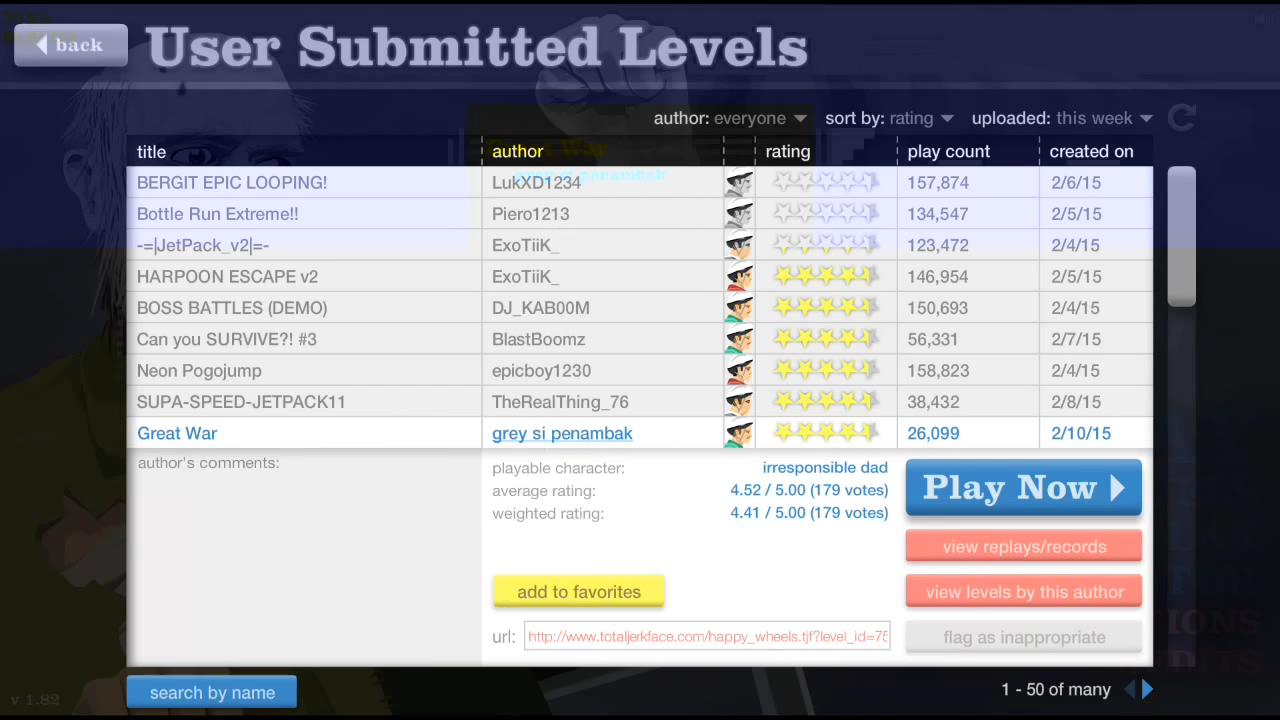 back
User Submitted Levels
author: everyone
sort by: rating
uploaded: this week
title author rating play count created on
BERGIT EPIC LOOPING! LukXD1234 157,874 2/6/15
Bottle Run Extreme!! Piero1213 134,547 2/5/15
-=|JetPack_v2|=- ExoTiiK_ 123,472 2/4/15
HARPOON ESCAPE v2 ExoTiiK_ 146,954 2/5/15
BOSS BATTLES (DEMO) DJ_KAB00M 150,693 2/4/15
Can you SURVIVE?! #3 BlastBoomz 56,331 2/7/15
Neon Pogojump epicboy1230 158,823 2/4/15
SUPA-SPEED-JETPACK11 TheRealThing_76 38,432 2/8/15
Great War grey si penambak 26,099 2/10/15
author's comments:
playable character: irresponsible dad
average rating: 4.52 / 5.00 (179 votes)
weighted rating: 4.41 / 5.00 (179 votes)
Play Now
view replays/records
add to favorites
view levels by this author
url: http://www.totaljerkface.com/happy_wheels.tjf?level_id=75
flag as inappropriate
search by name
1 - 50 of many
v 1.82